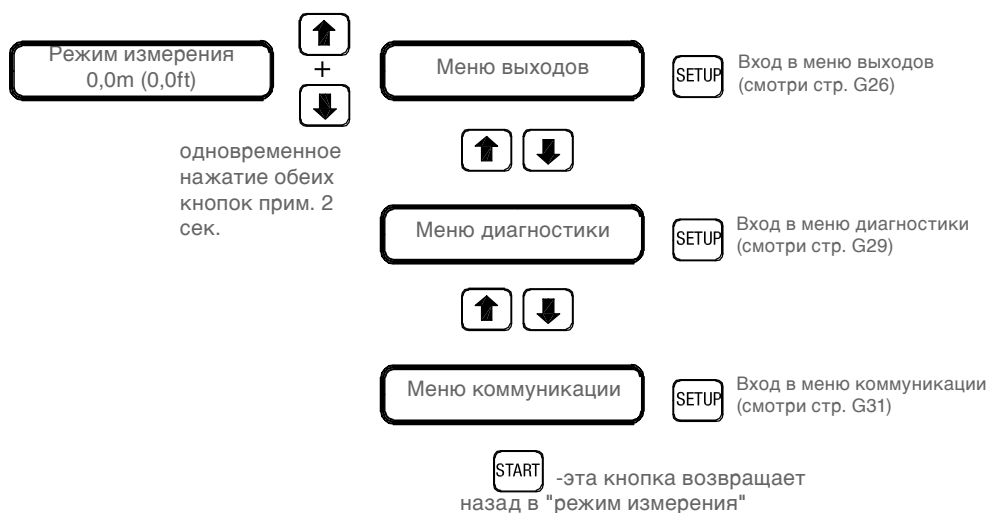 Режим измерения
0,0m (0,0ft)
+
одновременное
нажатие обеих
кнопок прим. 2
сек.
Меню выходов
SETUP
Вход в меню выходов
(смотри стр. G26)
Меню диагностики
SETUP
Вход в меню диагностики
(смотри стр. G29)
Меню коммуникации
SETUP
Вход в меню коммуникации
(смотри стр. G31)
START -эта кнопка возвращает
назад в "режим измерения"